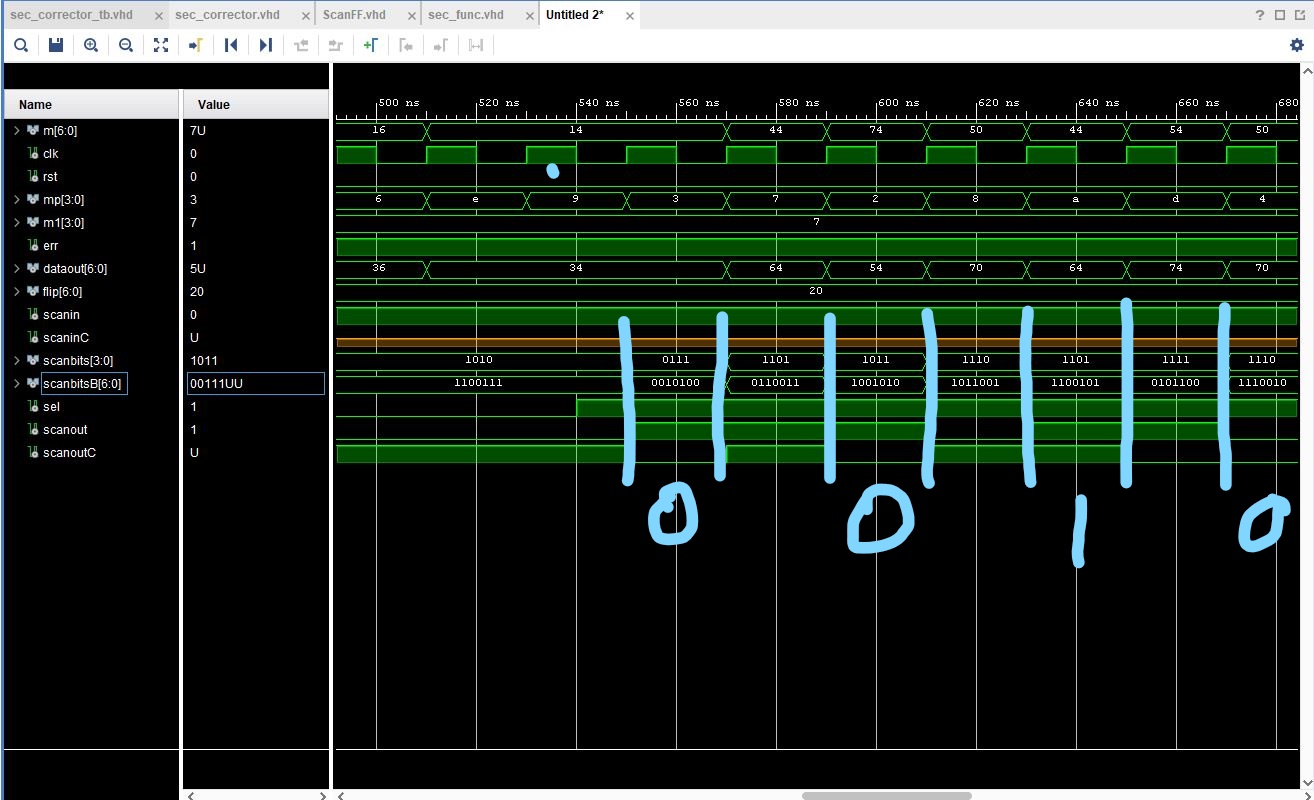 sec_corrector_tb.vhd × sec_corrector.vhd × ScanFF.vhd × sec_func.vhd × Untitled 2* × ?
Name Value 500 ns 520 ns 540 ns 560 ns 580 ns 600 ns 620 ns 640 ns 660 ns 680
m[6:0] 7U 16 14 44 74 50 44 54 50
clk 0
rst 0
mp[3:0] 3 6 e 9 3 7 2 8 a d 4
m1[3:0] 7 7
err 1
dataout[6:0] 5U 36 34 64 54 70 64 74 70
flip[6:0] 20 20
scanin 0
scaninC U
scanbits[3:0] 1011 1010 0111 1101 1011 1110 1101 1111 1110
scanbitsB[6:0] 00111UU 1100111 0010100 0110011 1001010 1011001 1100101 0101100 1110010
sel 1
scanout 1
scanoutC U
0 0 1 0